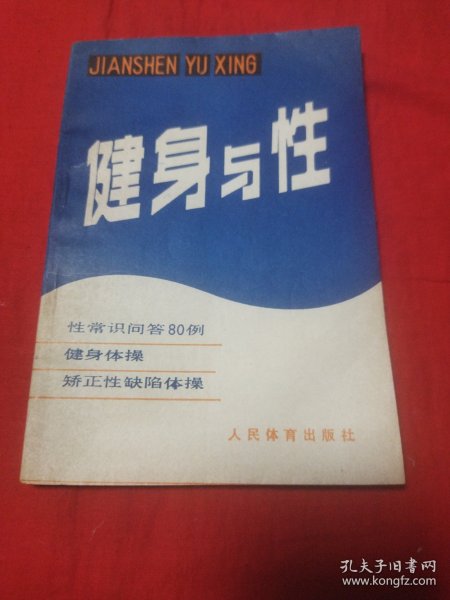 JIANSHEN YU XING
健身与性
性常识问答80例
健身体操
矫正性缺陷体操
人民体育出版社
孔夫子旧书网
www.kongfz.com